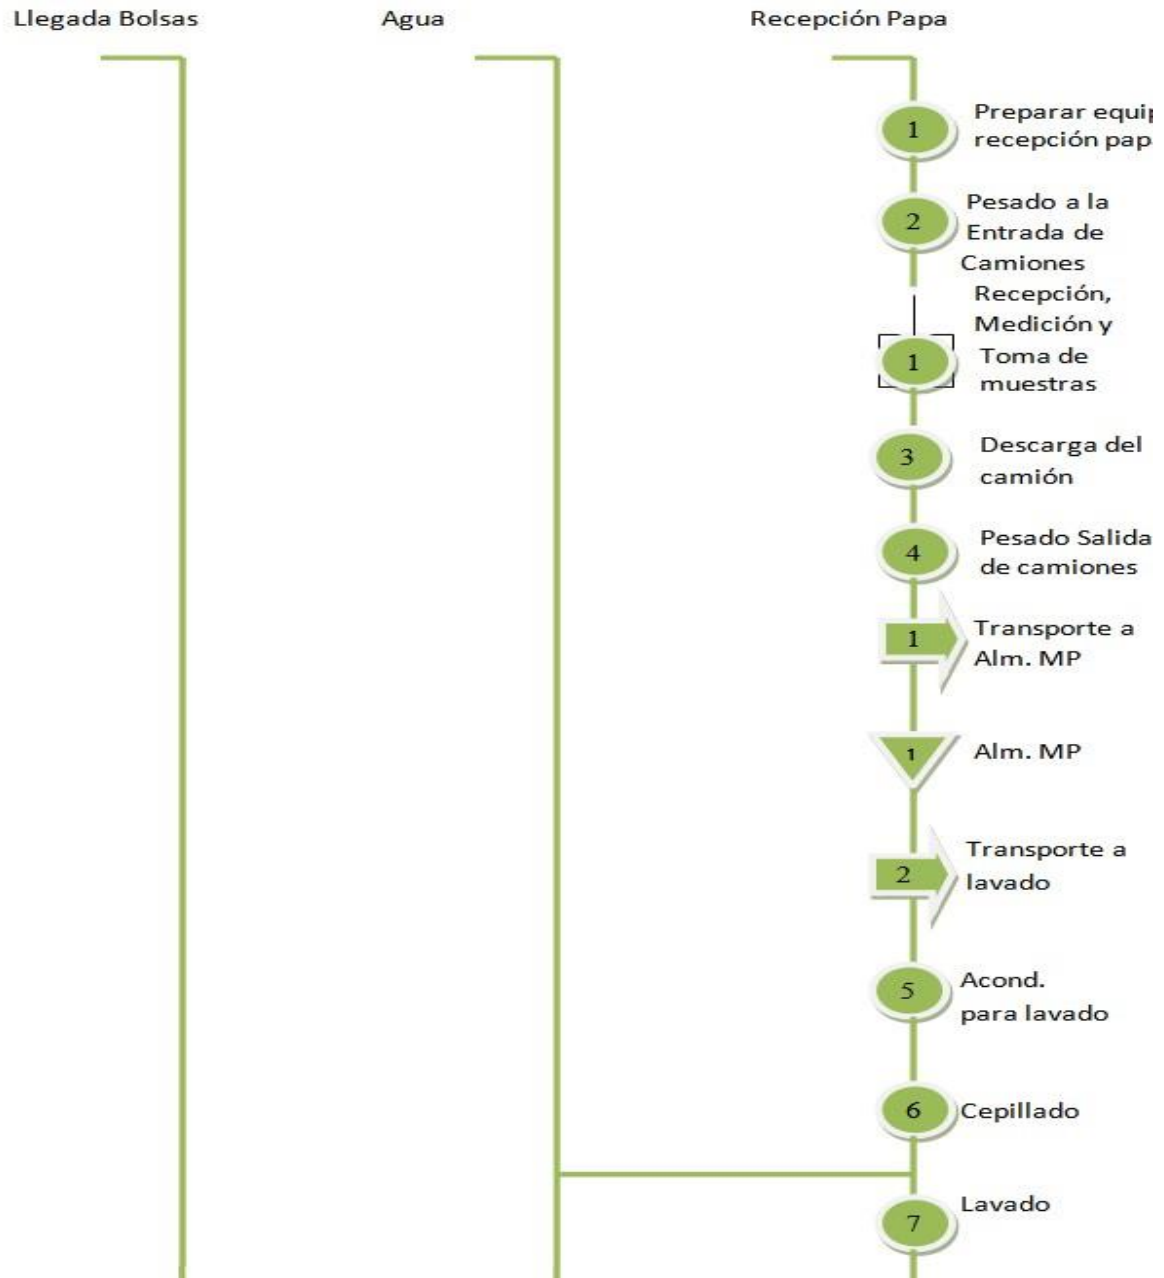 Llegada Bolsas
Agua
Recepción Papa
1
Preparar equip
recepción pap
2
Pesado a la
Entrada de
Camiones
Recepción,
Medición y
1
Toma de
muestras
3
Descarga del
camión
4
Pesado Salida
de camiones
1
Transporte a
Alm. MP
1
Alm. MP
2
Transporte a
lavado
5
Acond.
para lavado
6
Cepillado
7
Lavado